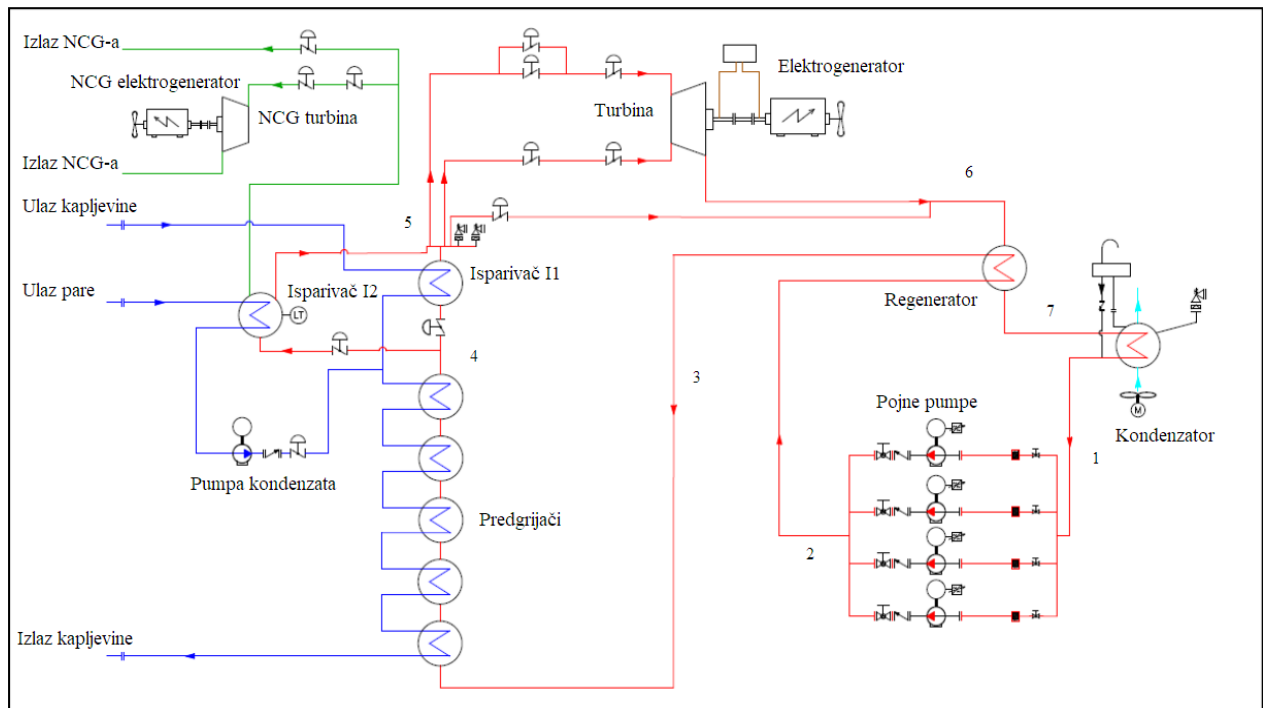 Izlaz NCG-a
NCG elektrogenerator
NCG turbina
Izlaz NCG-a
Elektrogenerator
Turbina
Ulaz kapljevine
5
6
Isparivač I1
Ulaz pare
Isparivač I2
LT
Regenerator
7
4
3
M
Kondenzator
Pojne pumpe
1
Pumpa kondenzata
Predgrijači
2
Izlaz kapljevine